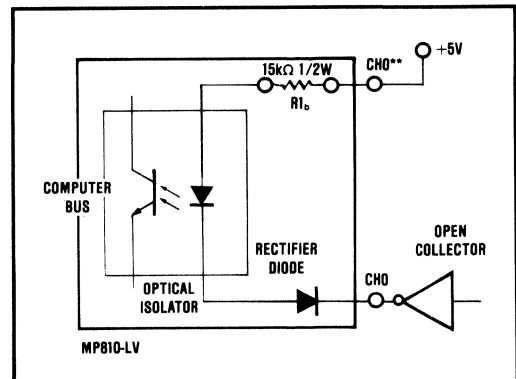 +5V
15kΩ 1/2W
CH0**
R1b
COMPUTER
BUS
OPEN
COLLECTOR
RECTIFIER
DIODE
CH0
OPTICAL
ISOLATOR
MP810-LV